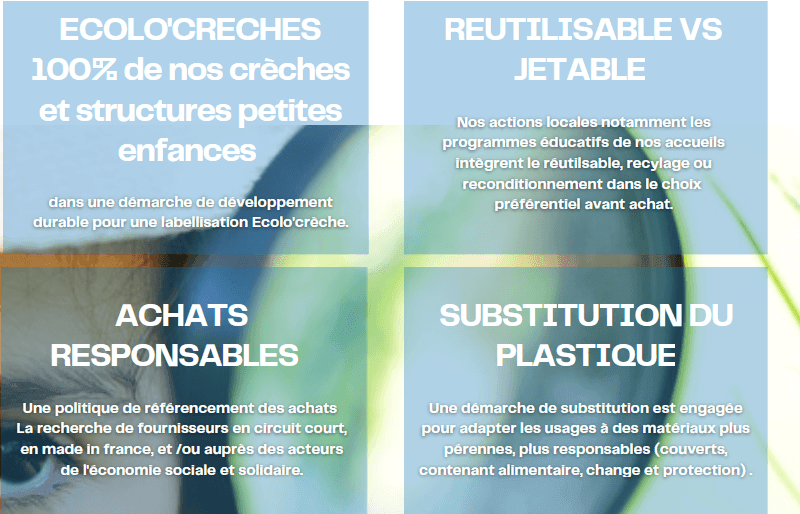 ECOLO'CRECHES
100% de nos crèches
et structures petites
enfances
dans une démarche de développement
durable pour une labellisation Ecolo'crèche.
REUTILISABLE VS
JETABLE
Nos actions locales notamment les
programmes éducatifs de nos accueils
intègrent le réutilsable, recylage ou
reconditionnement dans le choix
préférentiel avant achat.
ACHATS
RESPONSABLES
Une politique de référencement des achats
La recherche de fournisseurs en circuit court,
en made in france, et /ou auprès des acteurs
de l'économie sociale et solidaire.
SUBSTITUTION DU
PLASTIQUE
Une démarche de substitution est engagée
pour adapter les usages à des matériaux plus
pérennes, plus responsables (couverts,
contenant alimentaire, change et protection) .